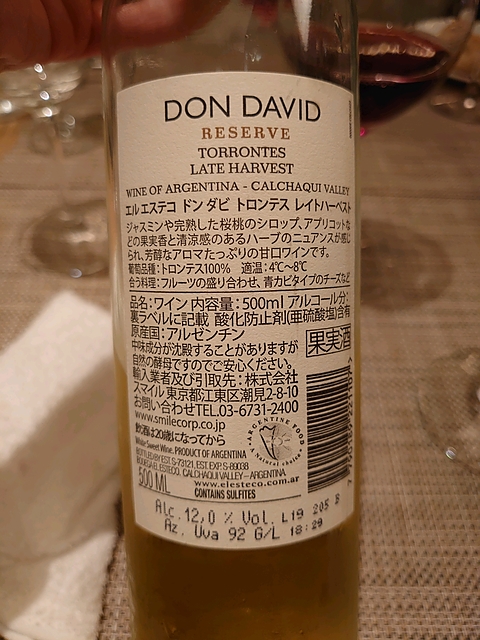 DON DAVID
RESERVE
TORRONTES
LATE HARVEST
WINE OF ARGENTINA - CALCHAQUI VALLEY
エル エステコ ドン ダビ トロンテス レイトハーベスト
ジャスミンや完熟した桜桃のシロップ、アプリコットな
どの果実香と清涼感のあるハーブのニュアンスが感じ
られ、芳醇なアロマたっぷりの甘口ワインです。
葡萄品種:トロンテス100% 適温:4℃~8℃
合う料理:フルーツの盛り合わせ、青カビタイプのチーズなど
品名:ワイン 内容量:500ml アルコール分:
裏ラベルに記載 酸化防止剤(亜硫酸塩)含有
原産国:アルゼンチン
中味成分が沈殿することがありますが
自然の酵母ですのでご安心ください。
輸入業者及び引取先:株式会社
スマイル 東京都江東区潮見2-8-10
お問い合わせTEL.03-6731-2400
www.smilecorp.co.jp
果実酒
飲酒は20歳になってから
White Sweet Wine. PRODUCT OF ARGENTINA
BOTTLED BY EST. S-73121, EST. EXP. S-89038
BODEGA EL ESTECO, CALCHAQUI VALLEY - ARGENTINA.
500 ML
www.elesteco.com.ar
CONTAINS SULFITES
ARGENTINE FOOD
A Natural choice
Alc. 12,0 % Vol. L19 205 B
Az. Uva 92 G/L 18:29